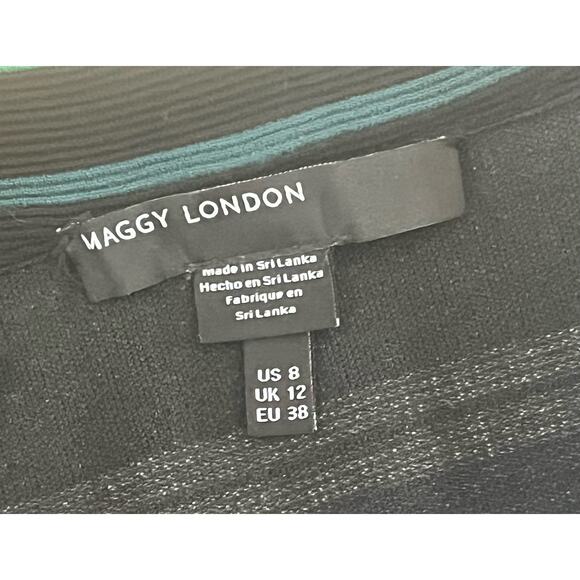 MAGGY LONDON
made in Sri Lanka
Hecho en Sri Lanka
Fabrique en
Sri Lanka
US 8
UK 12
EU 38